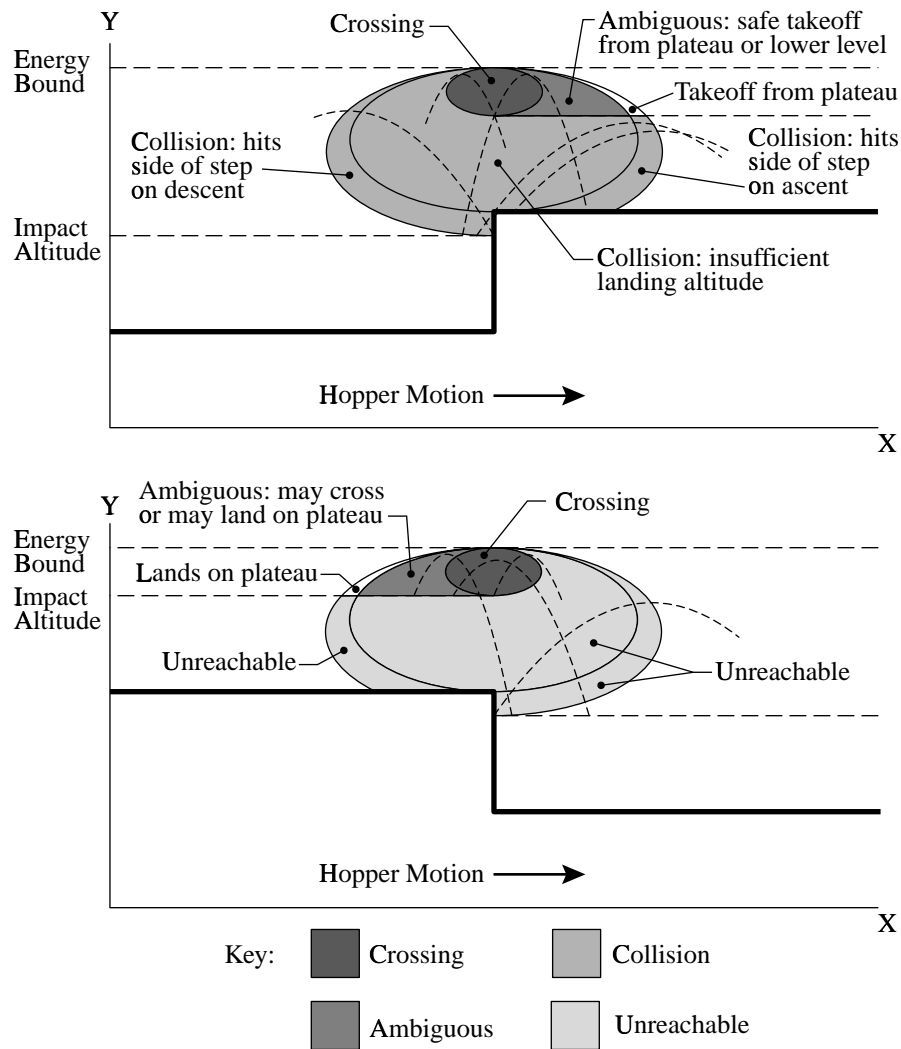 Y
Crossing
Ambiguous: safe takeoff
from plateau or lower level
Energy
Bound
Takeoff from plateau
Collision: hits
side of step
on descent
Collision: hits
side of step
on ascent
Impact
Altitude
Collision: insufficient
landing altitude
Hopper Motion
X
Y
Ambiguous: may cross
or may land on plateau
Crossing
Energy
Bound
Lands on plateau
Impact
Altitude
Unreachable
Unreachable
Hopper Motion
X
Key:
Crossing
Collision
Ambiguous
Unreachable